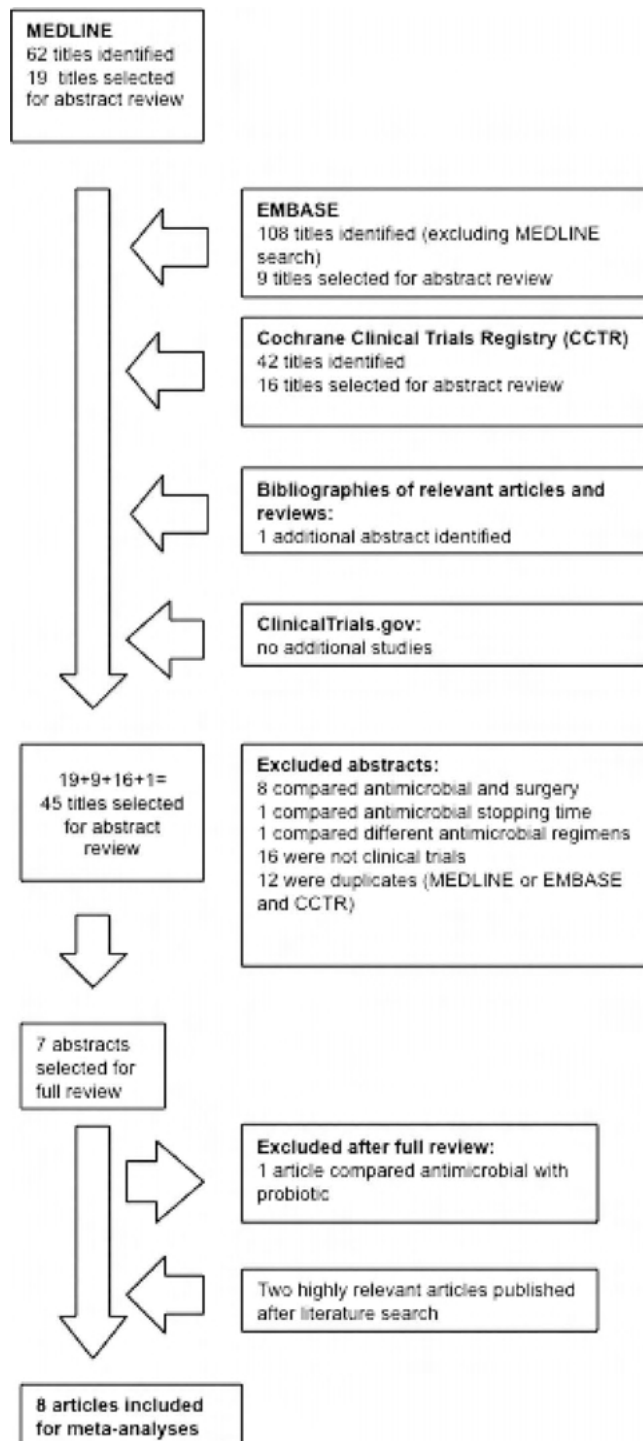 MEDLINE
62 titles identified
19 titles selected
for abstract review
EMBASE
108 titles identified (excluding MEDLINE
search)
9 titles selected for abstract review
Cochrane Clinical Trials Registry (CCTR)
42 titles identified
16 titles selected for abstract review
Bibliographies of relevant articles and
reviews:
1 additional abstract identified
ClinicalTrials.gov:
no additional studies
19+9+16+1=
45 titles selected
for abstract
review
Excluded abstracts:
8 compared antimicrobial and surgery
1 compared antimicrobial stopping time
1 compared different antimicrobial regimens
16 were not clinical trials
12 were duplicates (MEDLINE or EMBASE
and CCTR)
7 abstracts
selected for
full review
Excluded after full review:
1 article compared antimicrobial with
probiotic
Two highly relevant articles published
after literature search
8 articles included
for meta-analyses